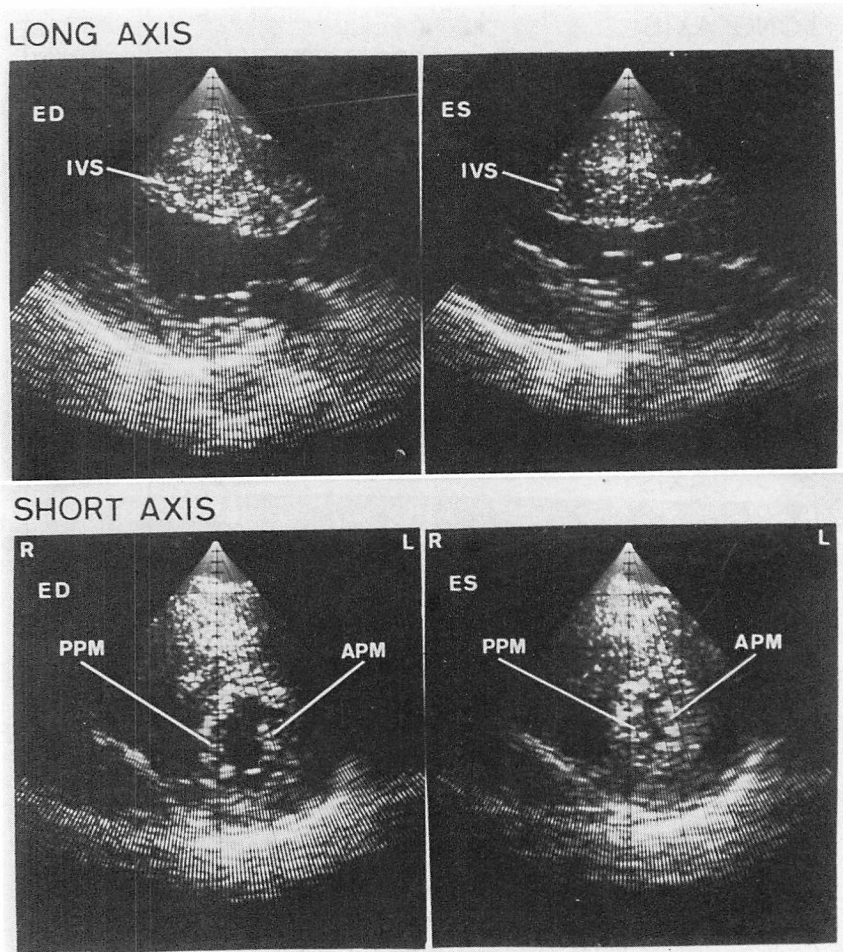 LONG AXIS
ED
ES
IVS
IVS
SHORT AXIS
R
L
R
L
ED
ES
PPM
APM
PPM
APM